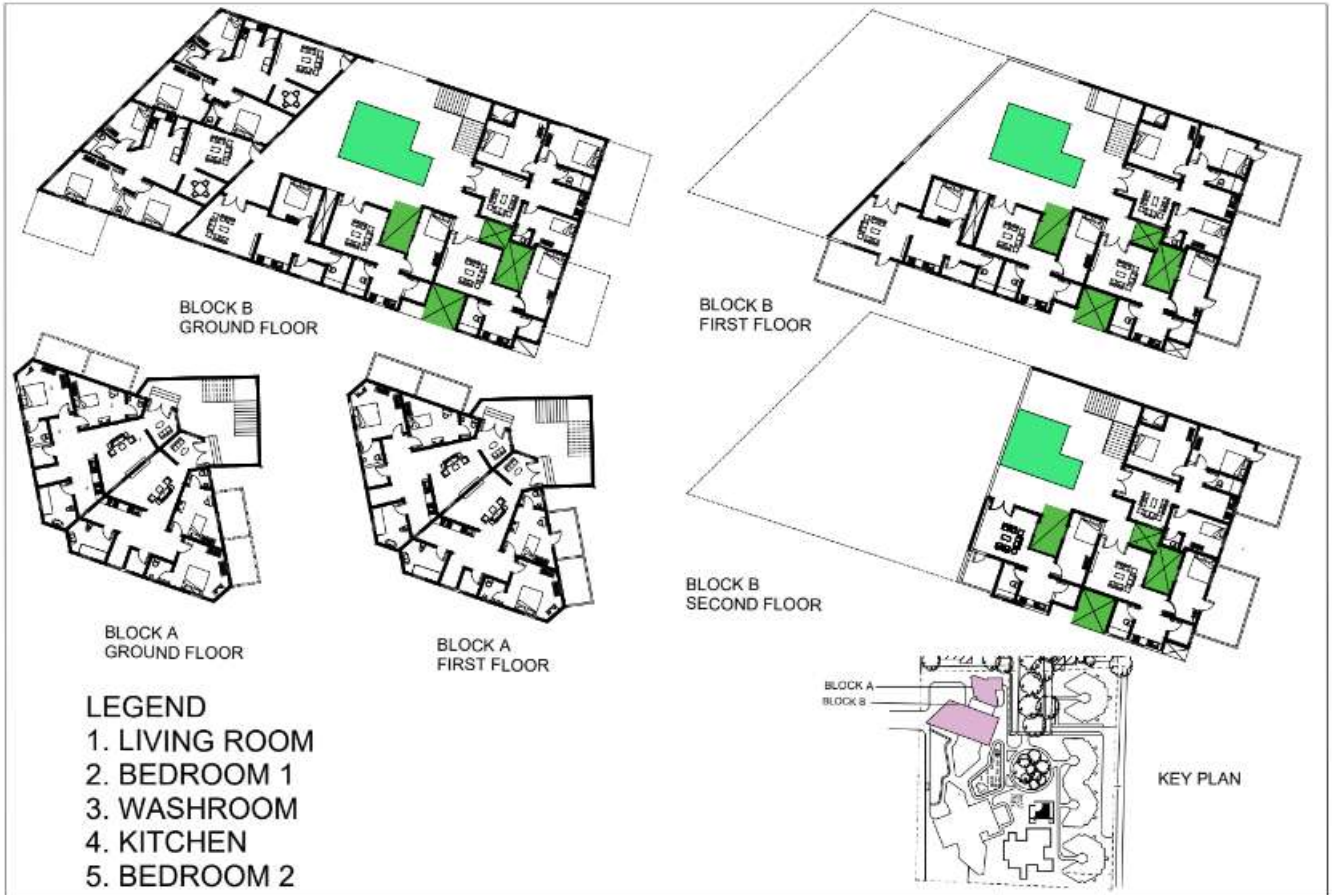 BLOCK B
GROUND FLOOR
BLOCK B
FIRST FLOOR
BLOCK A
GROUND FLOOR
BLOCK A
FIRST FLOOR
BLOCK B
SECOND FLOOR
LEGEND
1. LIVING ROOM
2. BEDROOM 1
3. WASHROOM
4. KITCHEN
5. BEDROOM 2
BLOCK A
BLOCK B
KEY PLAN